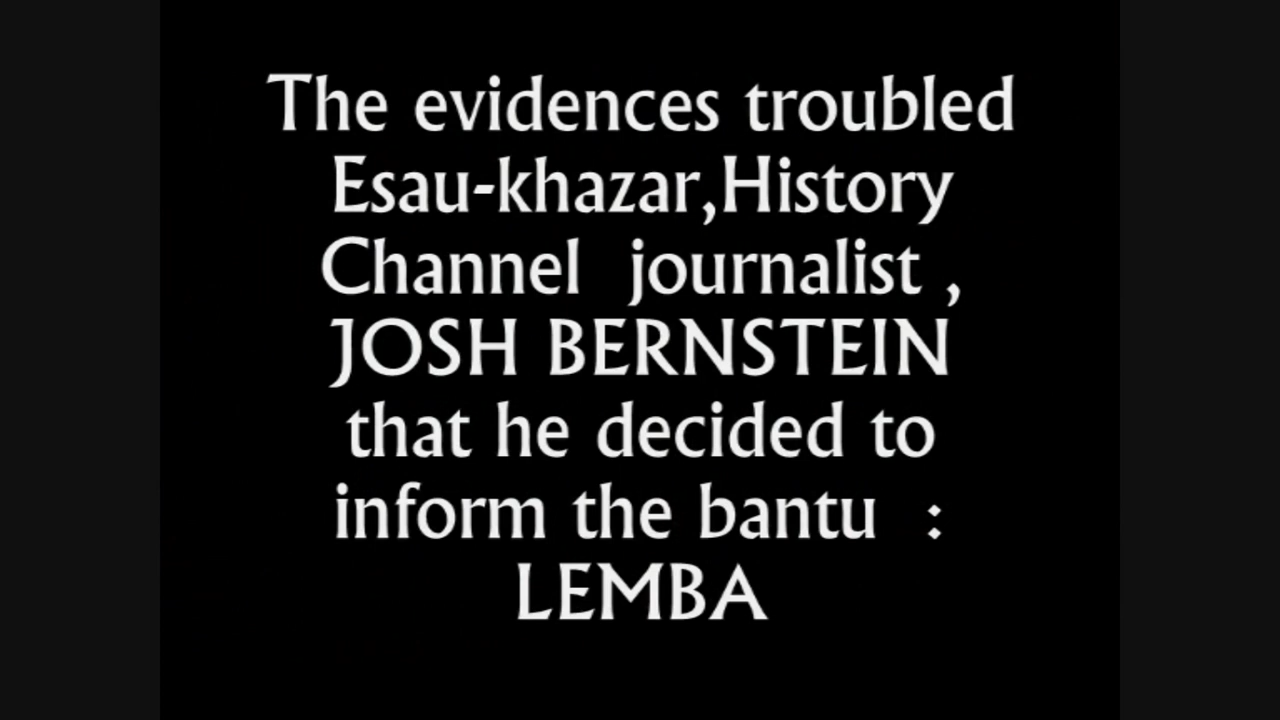 The evidences troubled
Esau-khazar,History
Channel journalist ,
JOSH BERNSTEIN
that he decided to
inform the bantu :
LEMBA